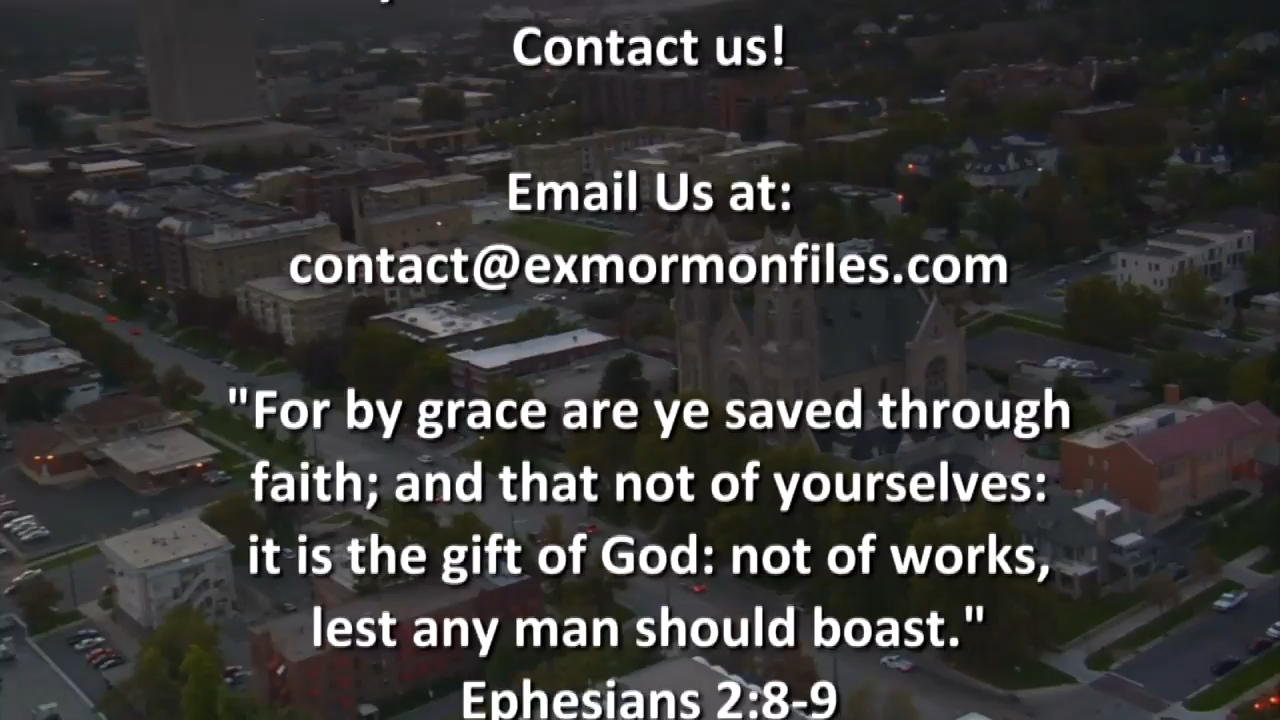 Contact us!
Email Us at:
contact@exmormonfiles.com
"For by grace are ye saved through
faith; and that not of yourselves:
it is the gift of God: not of works,
lest any man should boast."
Ephesians 2:8-9